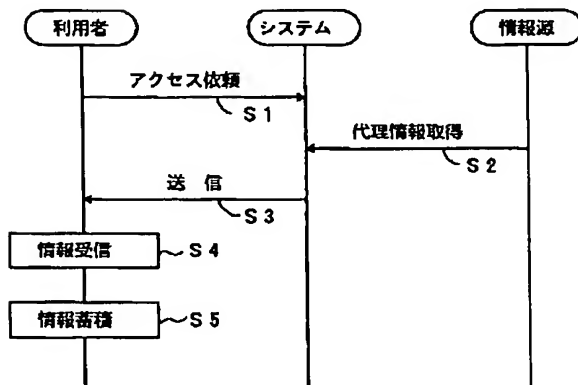 利用者
システム
情報源
アクセス依頼
S1
代理情報取得
S2
送信
S3
情報受信
S4
情報蓄積
S5